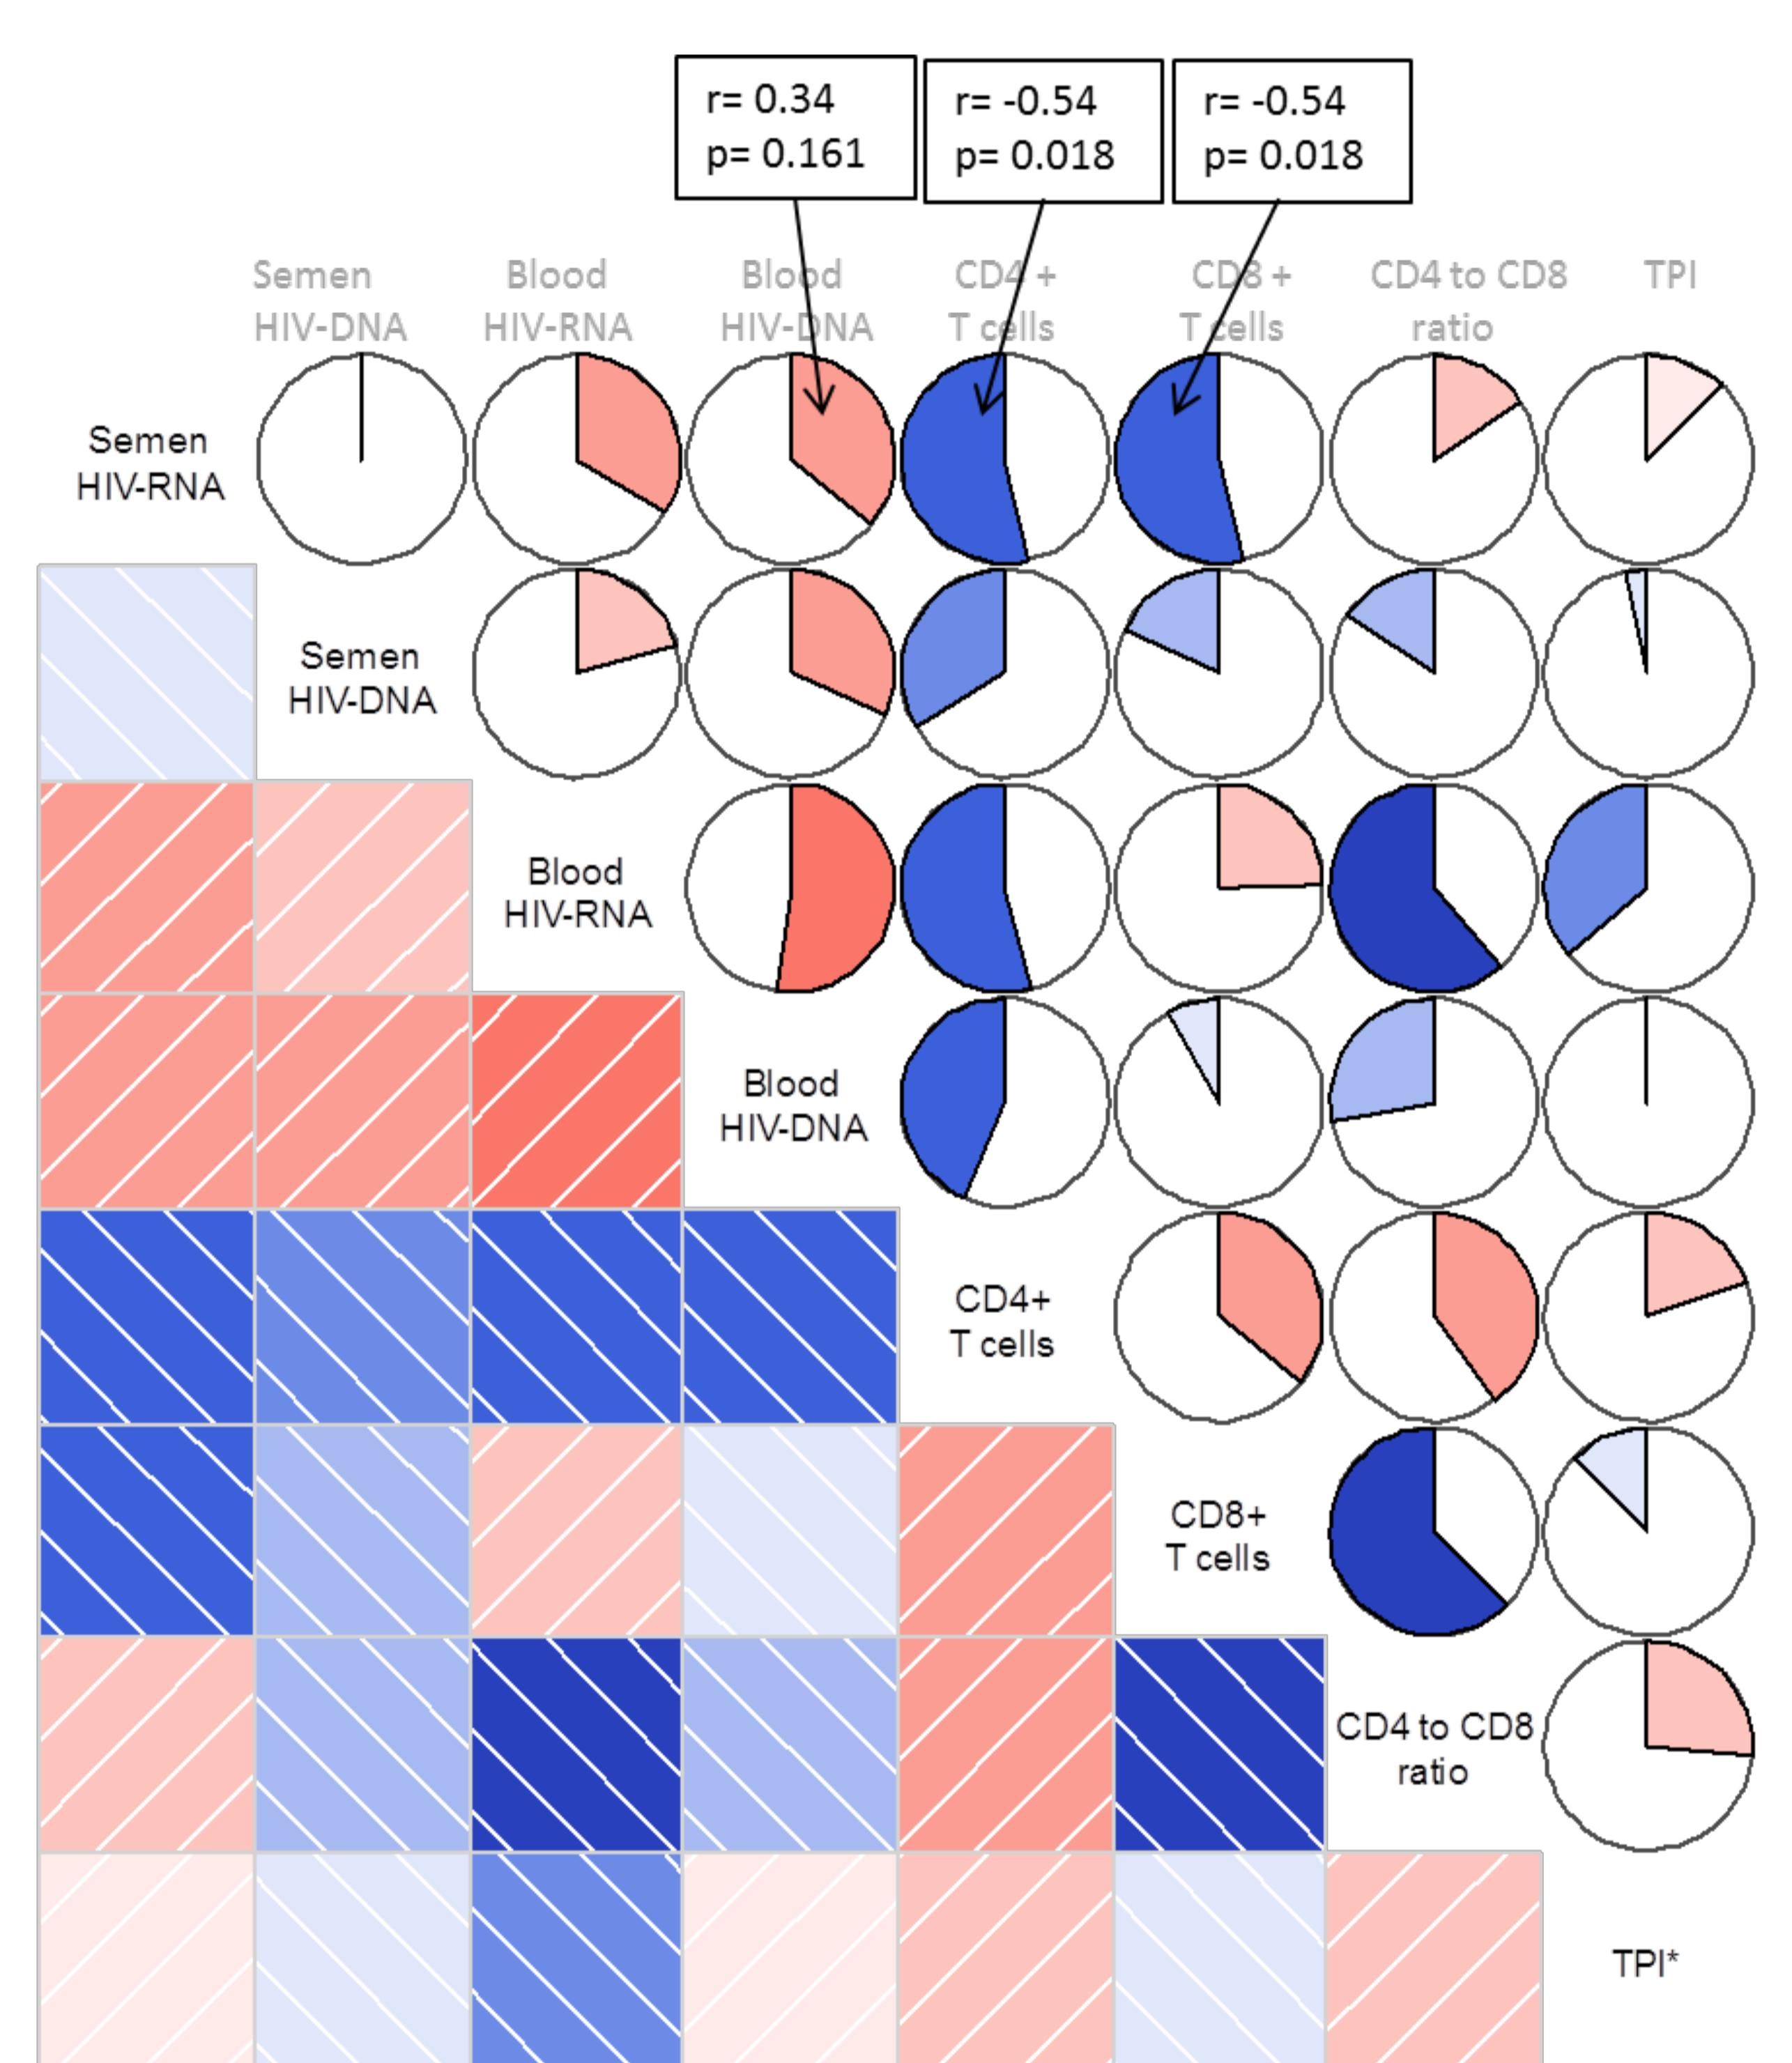 r= 0.34
p= 0.161
r= -0.54
p= 0.018
r= -0.54
p= 0.018
Semen
HIV-DNA
Blood
HIV-RNA
Blood
HIV-DNA
CD4 +
T cells
CD8 +
T cells
CD4 to CD8
ratio
TPI
Semen
HIV-RNA
Semen
HIV-DNA
Blood
HIV-RNA
Blood
HIV-DNA
CD4+
T cells
CD8+
T cells
CD4 to CD8
ratio
TPI*